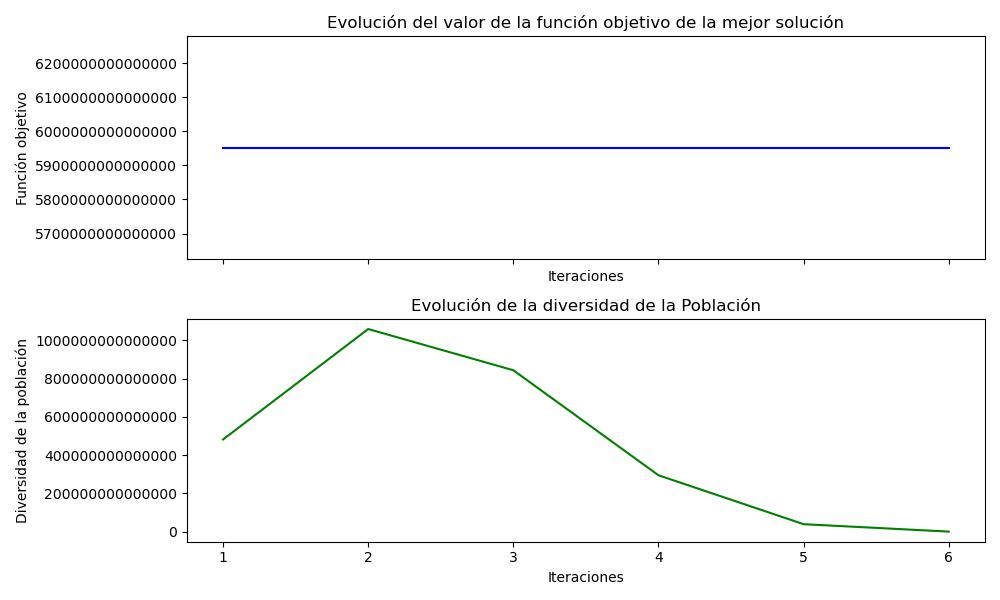 Evolución del valor de la función objetivo de la mejor solución
Función objetivo
6200000000000000
6100000000000000
6000000000000000
5900000000000000
5800000000000000
5700000000000000
Iteraciones
Evolución de la diversidad de la Población
Diversidad de la población
1000000000000000
800000000000000
600000000000000
400000000000000
200000000000000
0
1 2 3 4 5 6
Iteraciones